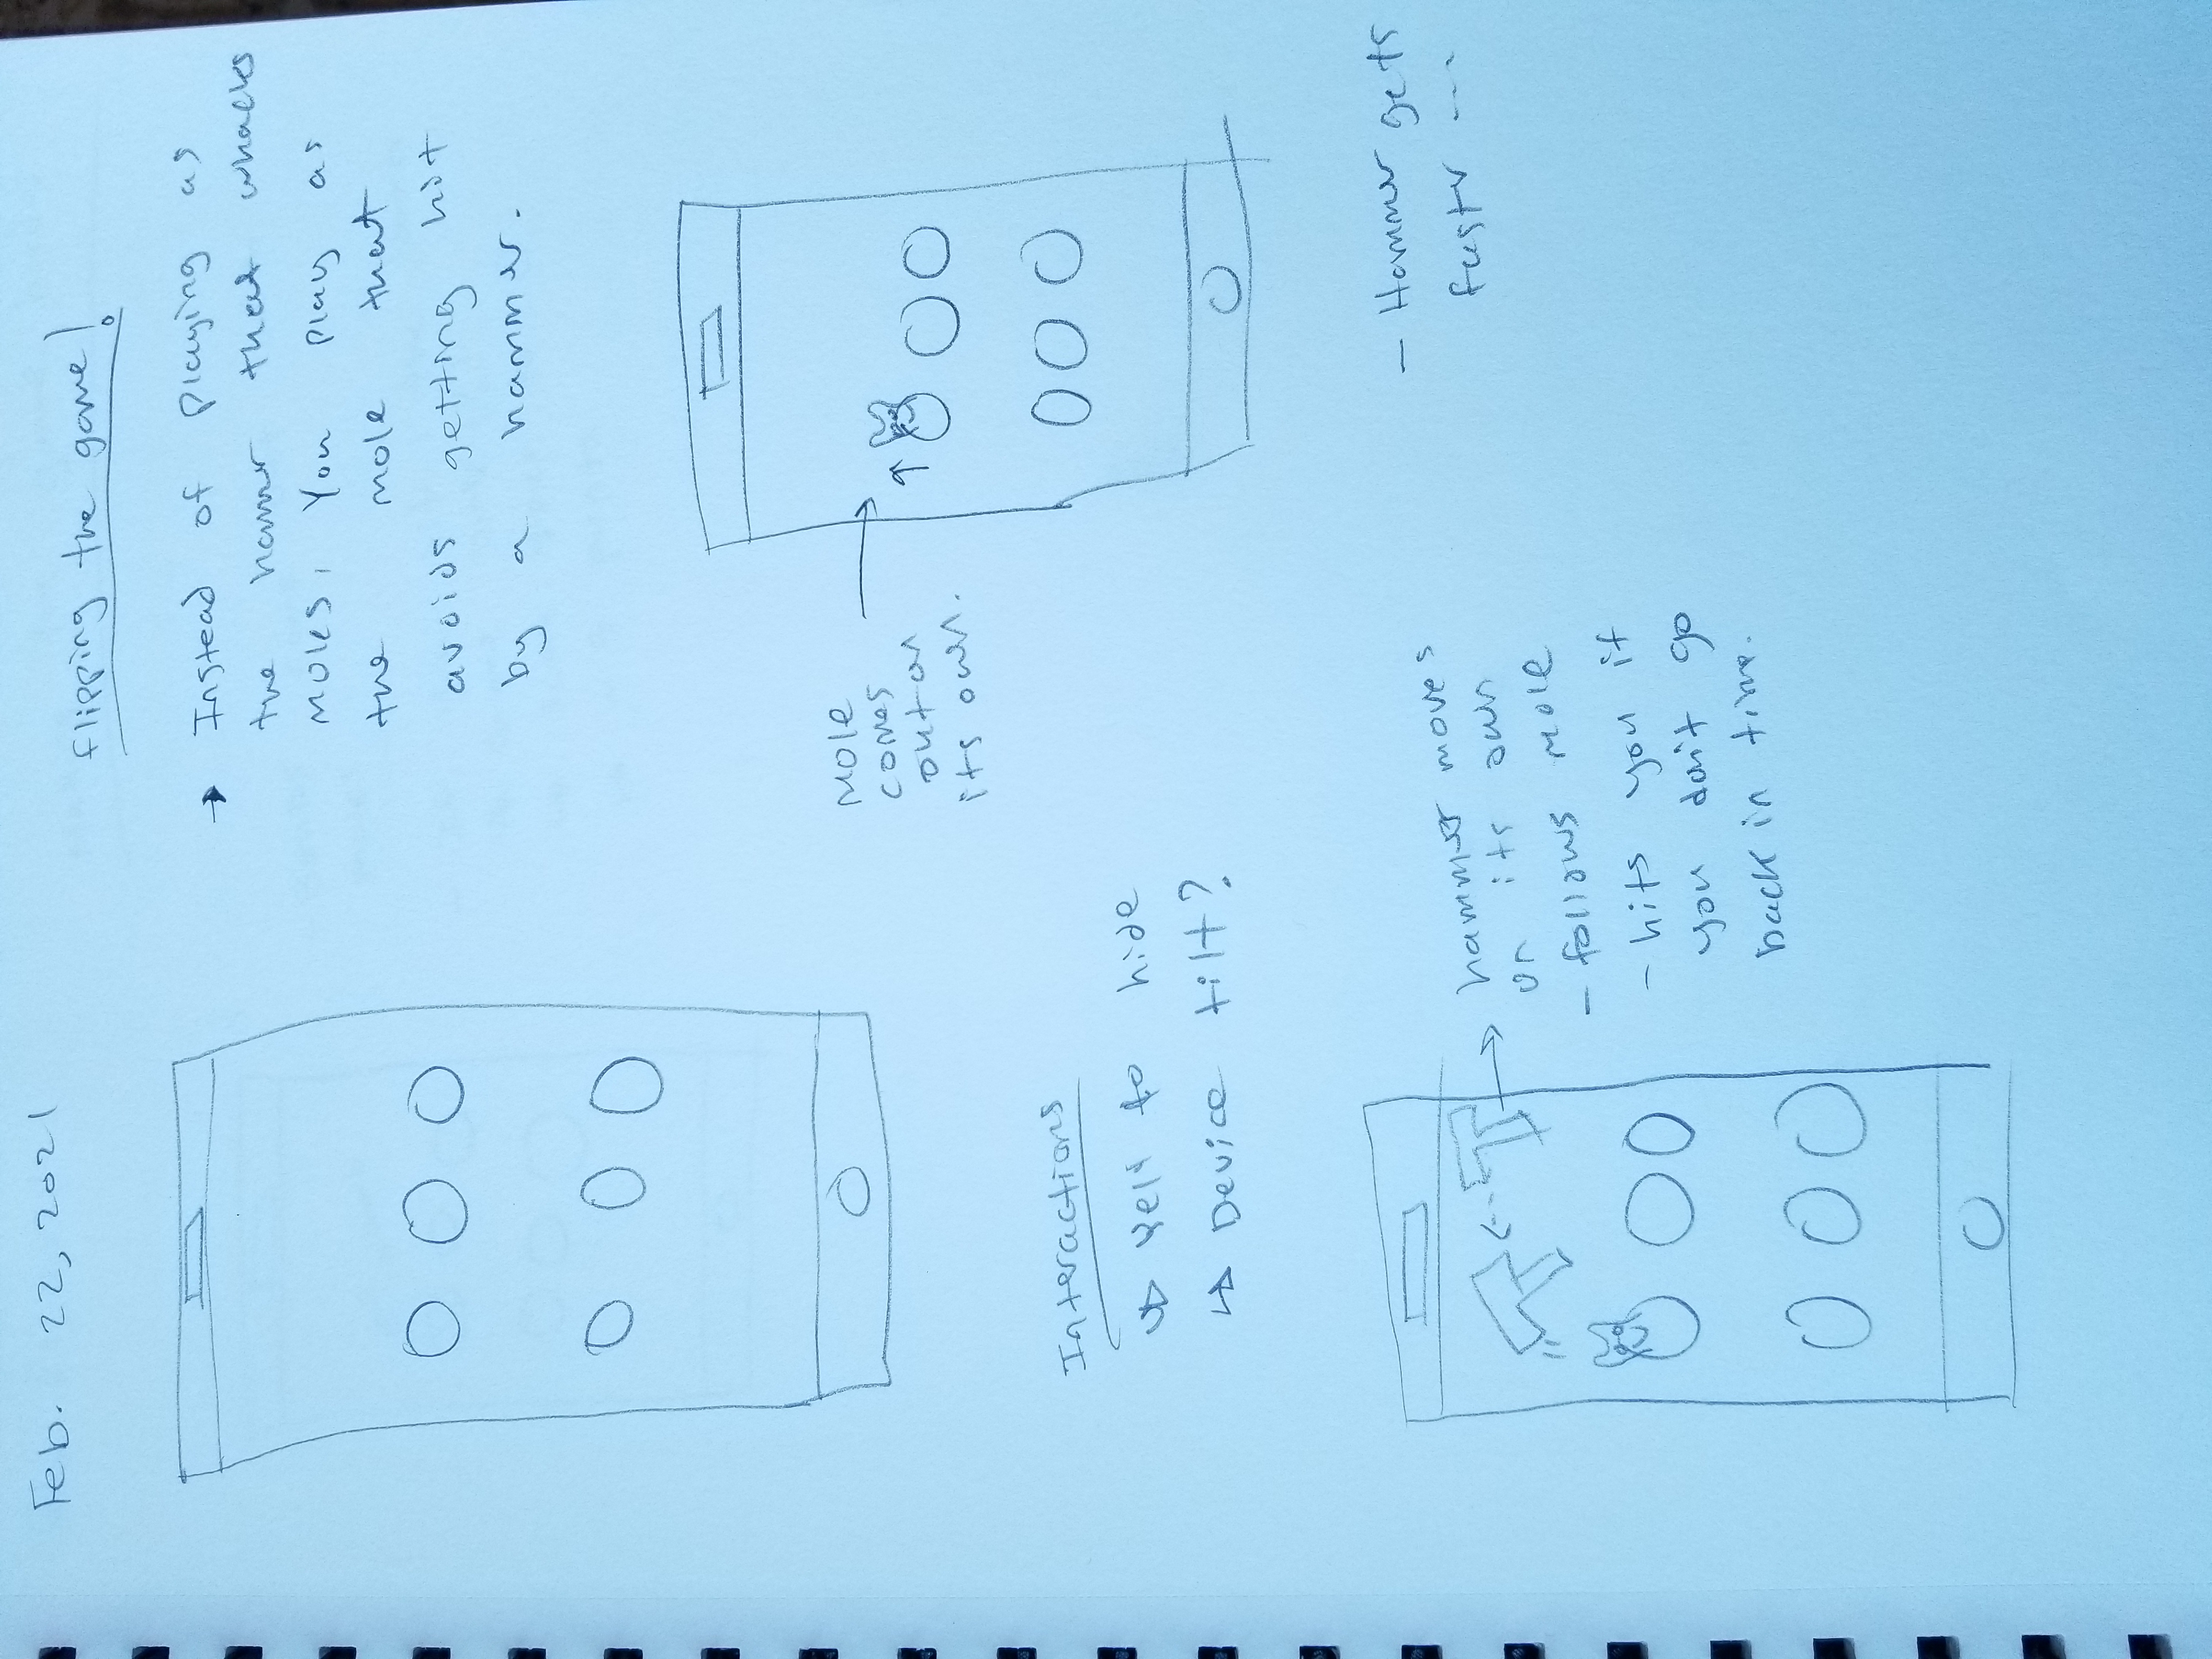 Feb. 22, 2021
flipping the game!
→ Instead of playing as
the hammer that whacks
moles, You play as
the mole that
avoids getting hit
by a hammer.
Mole
comes
out on
its own.
Interactions
↳ Yell to hide
↳ Device tilt?
hammer moves
on its own
- follows mole
- hits you if
you don't go
back in time.
- Hammer gets
faster ---